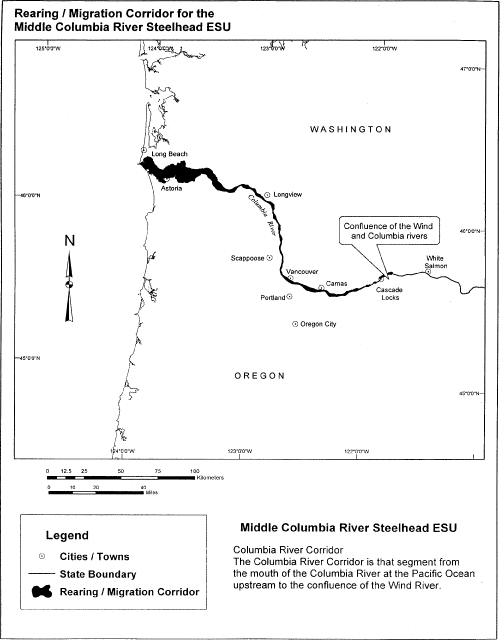 Rearing / Migration Corridor for the
Middle Columbia River Steelhead ESU
125°0'0"W
124°0'0"W
123°0'0"W
122°0'0"W
47°0'0"N
WASHINGTON
Long Beach
Astoria
Longview
46°0'0"N
Columbia River
46°0'0"N
Confluence of the Wind
and Columbia rivers
N
Scappoose
White
Salmon
Vancouver
Camas
Portland
Cascade
Locks
Oregon City
45°0'0"N
OREGON
45°0'0"N
124°0'0"W
123°0'0"W
122°0'0"W
0 12.5 25 50 75 100
Kilometers
0 10 20 40
Miles
Legend
Cities / Towns
State Boundary
Rearing / Migration Corridor
Middle Columbia River Steelhead ESU
Columbia River Corridor
The Columbia River Corridor is that segment from
the mouth of the Columbia River at the Pacific Ocean
upstream to the confluence of the Wind River.